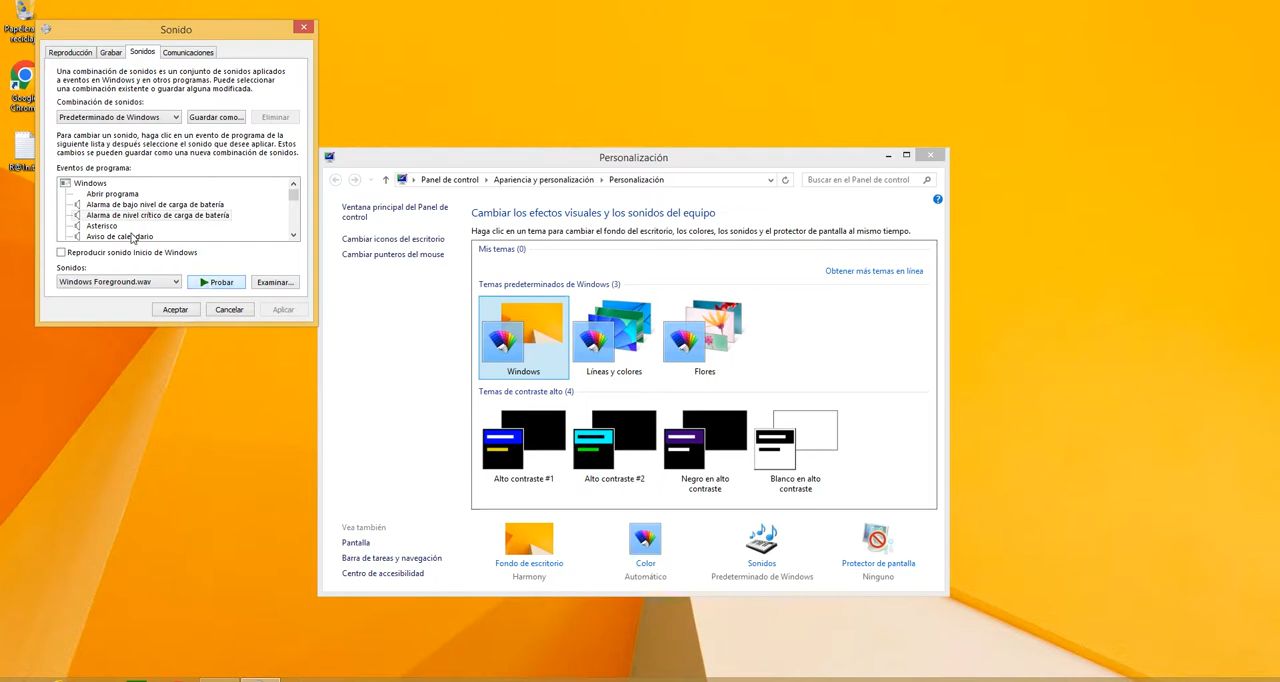 Sonido
Reproducción
Grabar
Sonidos
Comunicaciones
Una combinación de sonidos es un conjunto de sonidos aplicados
a eventos en Windows y en otros programas. Puede seleccionar
una combinación existente o guardar alguna modificada.
Combinación de sonidos:
Predeterminado de Windows
Guardar como...
Eliminar
Para cambiar un sonido, haga clic en un evento de programa de la
siguiente lista y después seleccione el sonido que desee aplicar. Estos
cambios se pueden guardar como una nueva combinación de sonidos.
Eventos de programa:
Windows
Abrir programa
Alarma de bajo nivel de carga de batería
Alarma de nivel crítico de carga de batería
Asterisco
Aviso de calendario
Reproducir sonido Inicio de Windows
Sonidos:
Windows Foreground.wav
Probar
Examinar...
Aceptar
Cancelar
Aplicar
Papelera
reciclaj
Google
Chrom
Personalización
Panel de control
Apariencia y personalización
Personalización
Buscar en el Panel de control
Ventana principal del Panel de
control
Cambiar iconos del escritorio
Cambiar punteros del mouse
Cambiar los efectos visuales y los sonidos del equipo
Haga clic en un tema para cambiar el fondo del escritorio, los colores, los sonidos y el protector de pantalla al mismo tiempo.
Mis temas (0)
Obtener más temas en línea
Temas predeterminados de Windows (3)
Windows
Líneas y colores
Flores
Temas de contraste alto (4)
Alto contraste #1
Alto contraste #2
Negro en alto
contraste
Blanco en alto
contraste
Vea también
Pantalla
Barra de tareas y navegación
Centro de accesibilidad
Fondo de escritorio
Harmony
Color
Automático
Sonidos
Predeterminado de Windows
Protector de pantalla
Ninguno